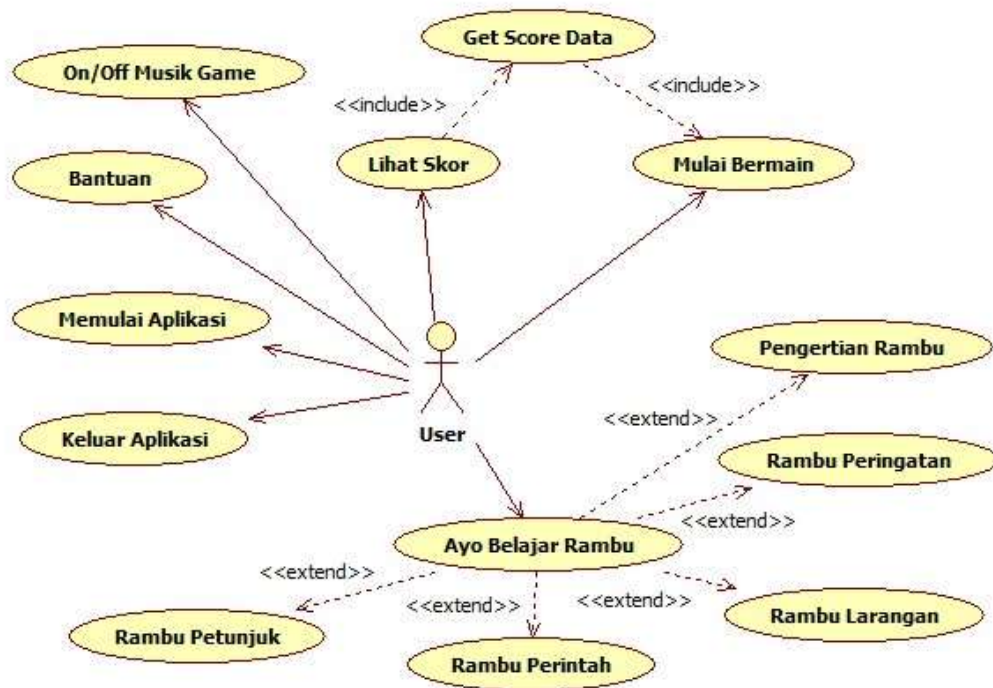 Get Score Data
On/Off Musik Game
<<include>>
<<include>>
Bantuan
Lihat Skor
Mulai Bermain
Memulai Aplikasi
Pengertian Rambu
Keluar Aplikasi
User
<<extend>>
Rambu Peringatan
<<extend>>
Ayo Belajar Rambu
<<extend>>
<<extend>>
<<extend>>
Rambu Larangan
Rambu Petunjuk
Rambu Perintah